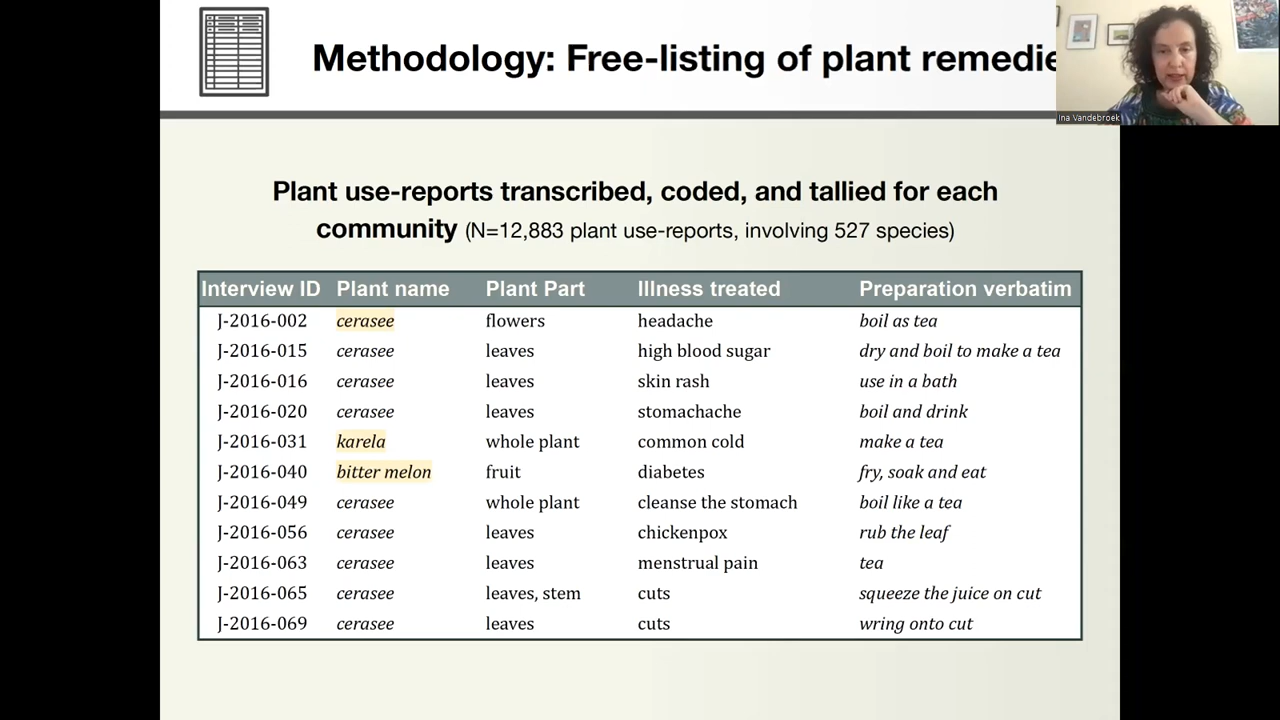 Methodology: Free-listing of plant remedie
Ina Vandebroek
Plant use-reports transcribed, coded, and tallied for each
community (N=12,883 plant use-reports, involving 527 species)
Interview ID Plant name Plant Part Illness treated Preparation verbatim
J-2016-002 cerasee flowers headache boil as tea
J-2016-015 cerasee leaves high blood sugar dry and boil to make a tea
J-2016-016 cerasee leaves skin rash use in a bath
J-2016-020 cerasee leaves stomachache boil and drink
J-2016-031 karela whole plant common cold make a tea
J-2016-040 bitter melon fruit diabetes fry, soak and eat
J-2016-049 cerasee whole plant cleanse the stomach boil like a tea
J-2016-056 cerasee leaves chickenpox rub the leaf
J-2016-063 cerasee leaves menstrual pain tea
J-2016-065 cerasee leaves, stem cuts squeeze the juice on cut
J-2016-069 cerasee leaves cuts wring onto cut